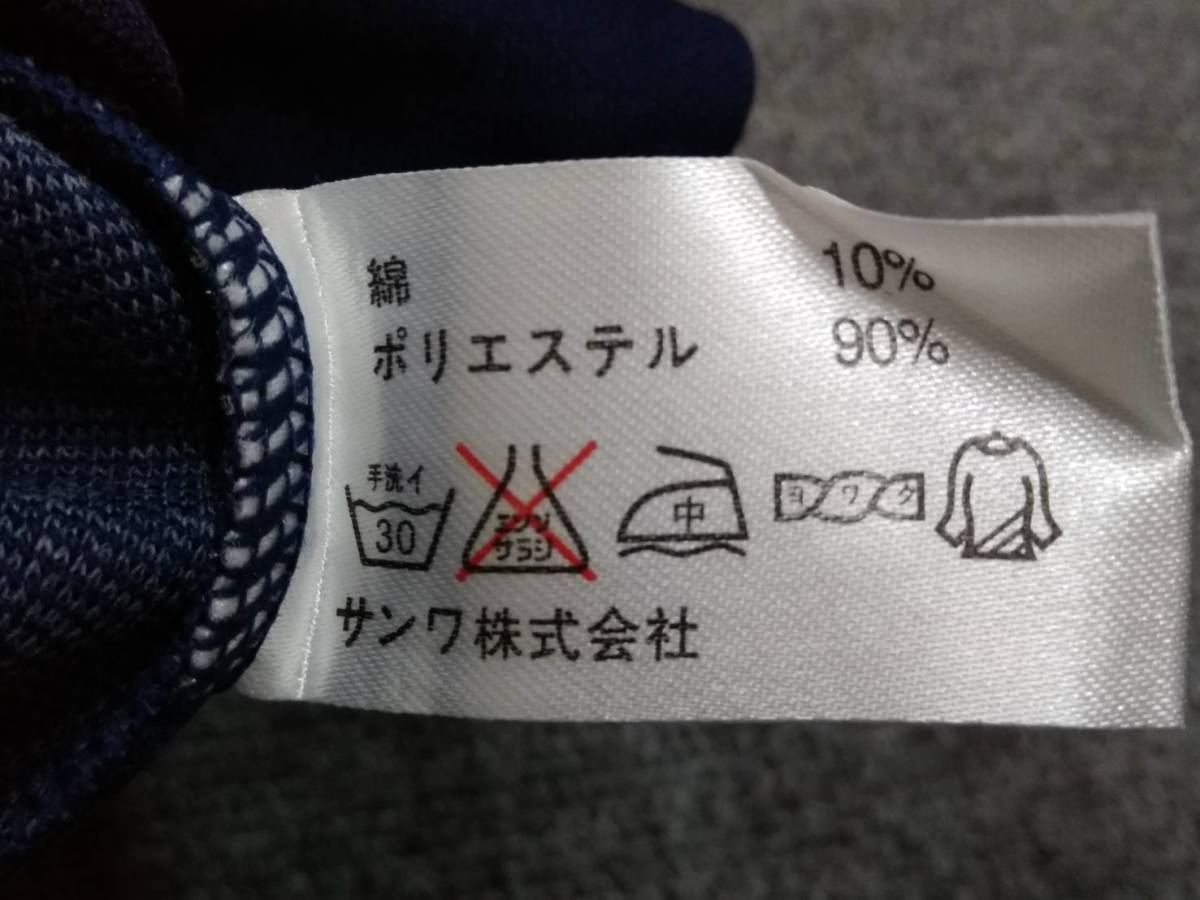 綿 10%
ポリエステル 90%
手洗イ
30
エンソ
サラシ
中
ヨワク
サンワ株式会社